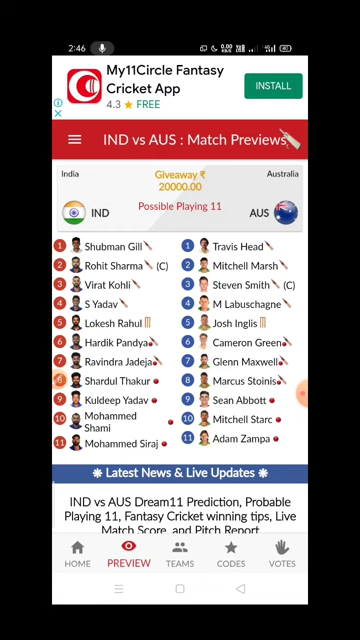 2:46
My11Circle Fantasy
Cricket App
4.3 ★ FREE
INSTALL
IND vs AUS : Match Previews
India
Giveaway ₹
20000.00
Australia
Possible Playing 11
IND
AUS
1 Shubman Gill
2 Rohit Sharma (C)
3 Virat Kohli
4 S Yadav
5 Lokesh Rahul
6 Hardik Pandya
7 Ravindra Jadeja
8 Shardul Thakur
9 Kuldeep Yadav
10 Mohammed
Shami
11 Mohammed Siraj
1 Travis Head
2 Mitchell Marsh
3 Steven Smith (C)
4 M Labuschagne
5 Josh Inglis
6 Cameron Green
7 Glenn Maxwell
8 Marcus Stoinis
9 Sean Abbott
10 Mitchell Starc
11 Adam Zampa
❋ Latest News & Live Updates ❋
IND vs AUS Dream11 Prediction, Probable
Playing 11, Fantasy Cricket winning tips, Live
Match Score, and Pitch Report
HOME
PREVIEW
TEAMS
CODES
VOTES